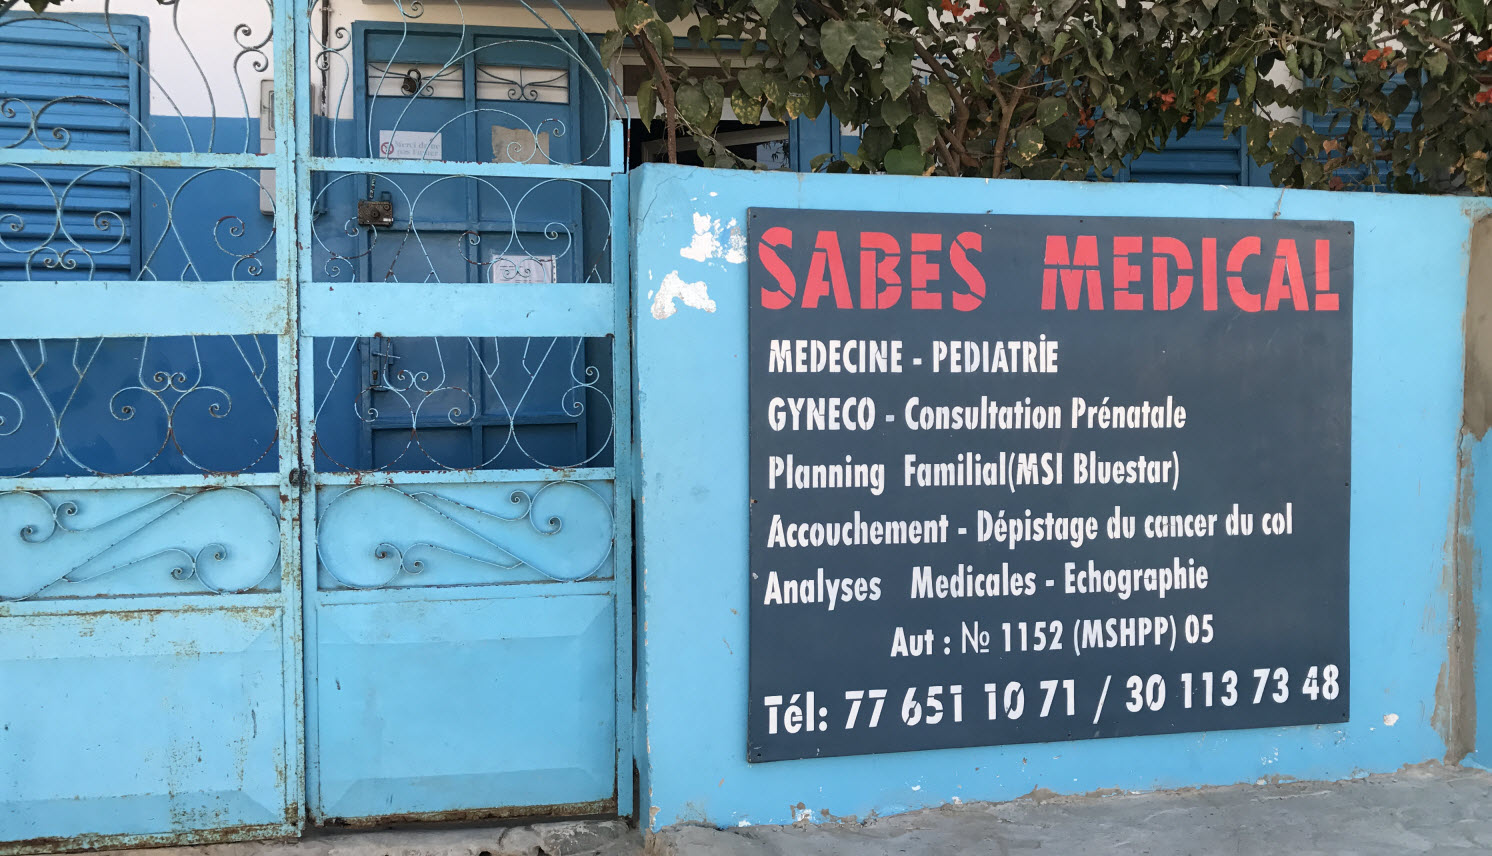 SABES MEDICAL
MEDECINE - PEDIATRİE
GYNECO - Consultation Prénatale
Planning Familial(MSI Bluestar)
Accouchement - Dépistage du cancer du col
Analyses Medicales - Echographie
Aut : № 1152 (MSHPP) 05
Tél: 77 651 10 71 / 30 113 73 48